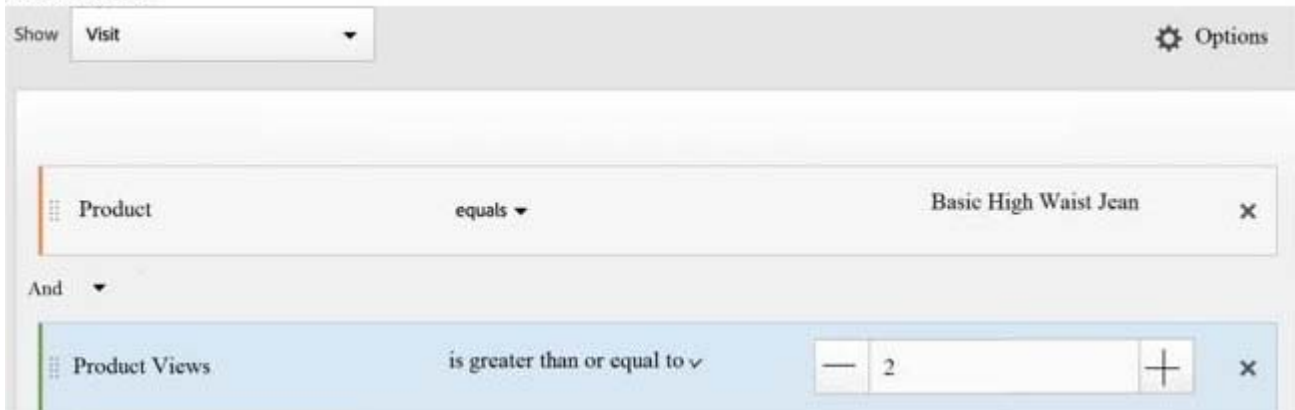 Show Visit Options
Product equals Basic High Waist Jean
And
Product Views is greater than or equal to 2